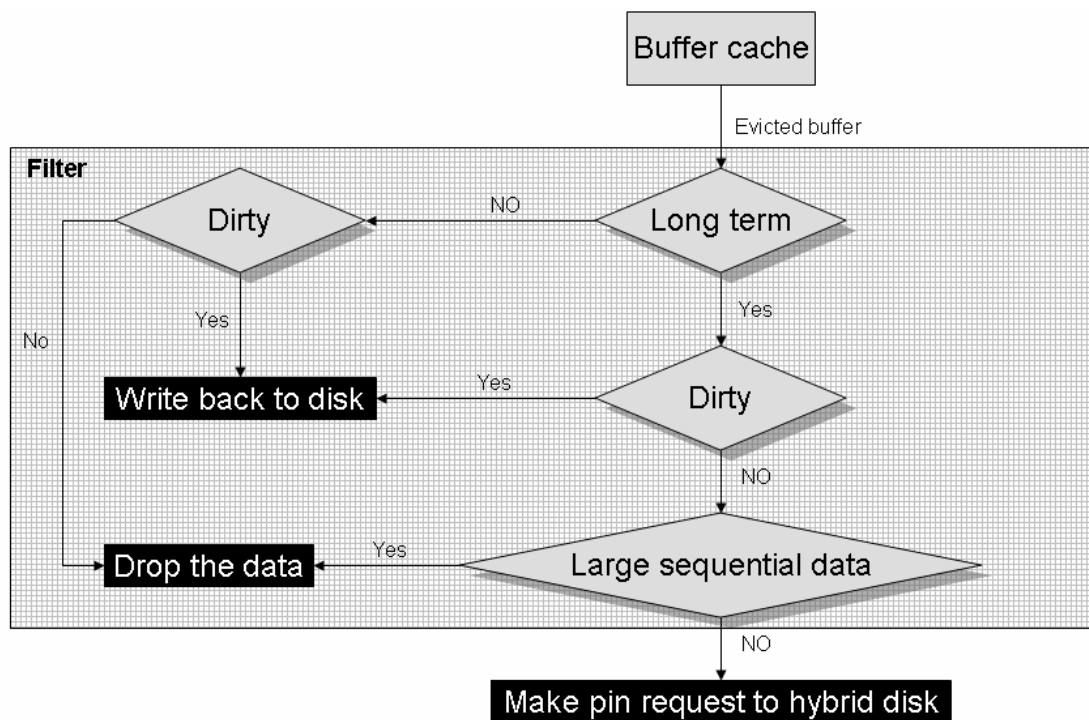 Buffer cache
Evicted buffer
Filter
Dirty
NO
Long term
No
Yes
Yes
Write back to disk
Yes
Dirty
NO
Drop the data
Yes
Large sequential data
NO
Make pin request to hybrid disk